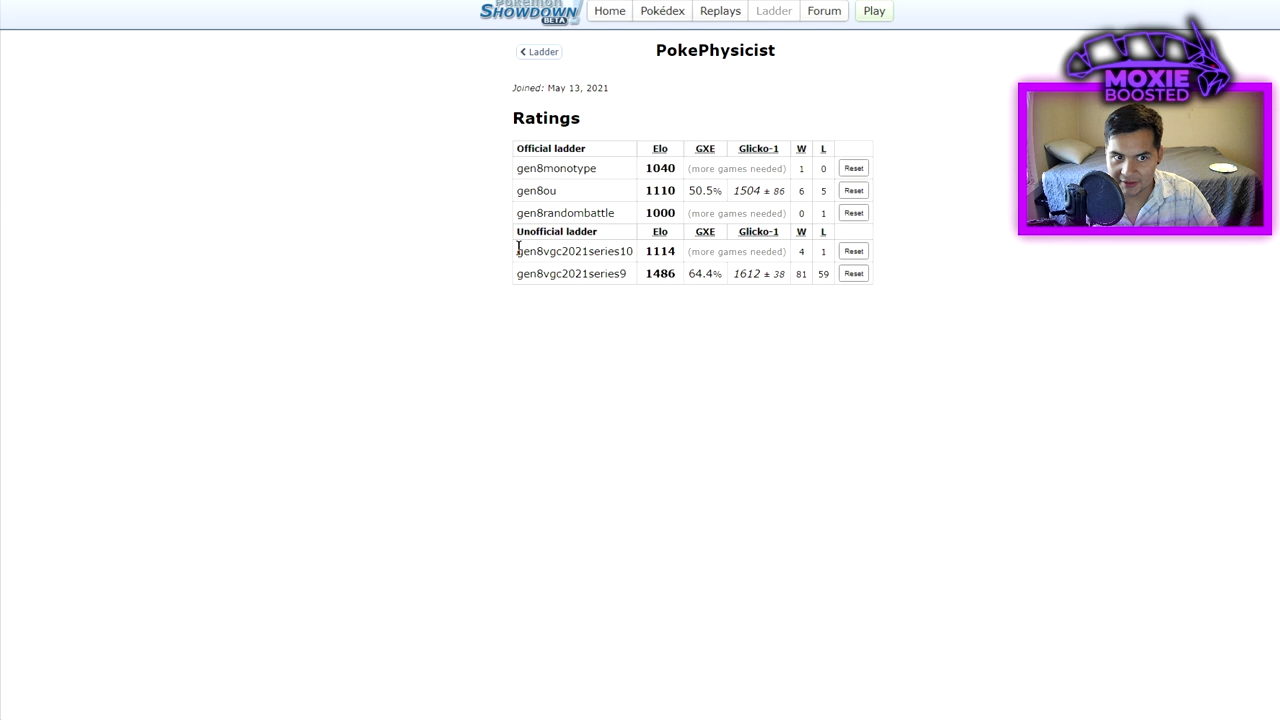 Pokémon
SHOWDOWN
BETA
Home Pokédex Replays Ladder Forum Play
Ladder
PokePhysicist
Joined: May 13, 2021
Ratings
Official ladder Elo GXE Glicko-1 W L
gen8monotype 1040 (more games needed) 1 0 Reset
gen8ou 1110 50.5% 1504 ± 86 6 5 Reset
gen8randombattle 1000 (more games needed) 0 1 Reset
Unofficial ladder Elo GXE Glicko-1 W L
gen8vgc2021series10 1114 (more games needed) 4 1 Reset
gen8vgc2021series9 1486 64.4% 1612 ± 38 81 59 Reset
MOXIE
BOOSTED